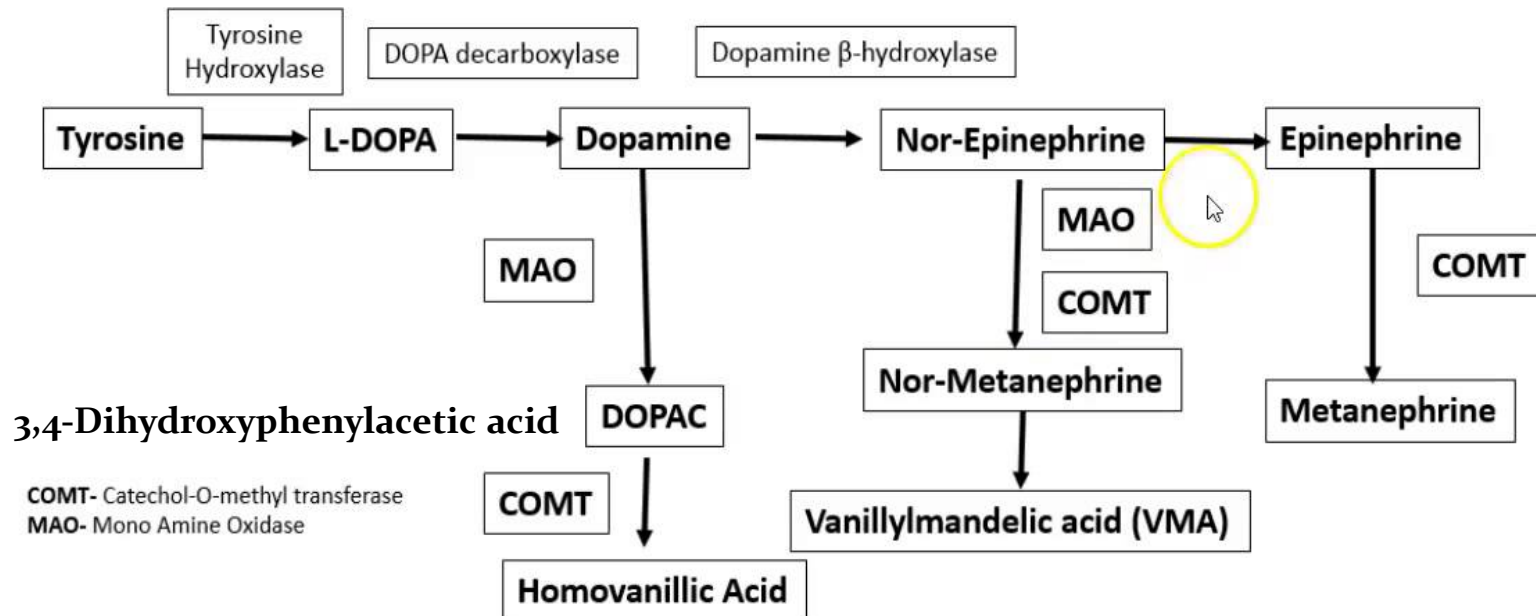 Tyrosine
Hydroxylase
DOPA decarboxylase
Dopamine β-hydroxylase
Tyrosine
L-DOPA
Dopamine
Nor-Epinephrine
Epinephrine
MAO
MAO
COMT
COMT
Nor-Metanephrine
Metanephrine
3,4-Dihydroxyphenylacetic acid
DOPAC
COMT- Catechol-O-methyl transferase
MAO- Mono Amine Oxidase
COMT
Vanillylmandelic acid (VMA)
Homovanillic Acid